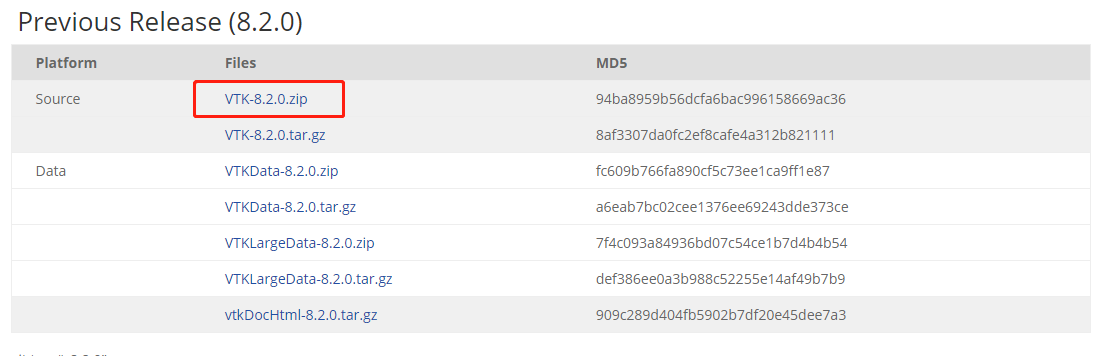 Previous Release (8.2.0)
Platform Files MD5
Source VTK-8.2.0.zip 94ba8959b56dcfa6bac996158669ac36
VTK-8.2.0.tar.gz 8af3307da0fc2ef8cafe4a312b821111
Data VTKData-8.2.0.zip fc609b766fa890cf5c73ee1ca9ff1e87
VTKData-8.2.0.tar.gz a6eab7bc02cee1376ee69243dde373ce
VTKLargeData-8.2.0.zip 7f4c093a84936bd07c54ce1b7d4b4b54
VTKLargeData-8.2.0.tar.gz def386ee0a3b988c52255e14af49b7b9
vtkDocHtml-8.2.0.tar.gz 909c289d404fb5902b7df20e45dee7a3